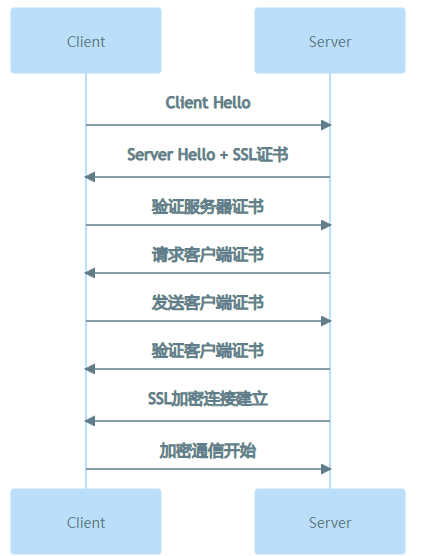 Client
Server
Client Hello
Server Hello + SSL证书
验证服务器证书
请求客户端证书
发送客户端证书
验证客户端证书
SSL加密连接建立
加密通信开始
Client
Server